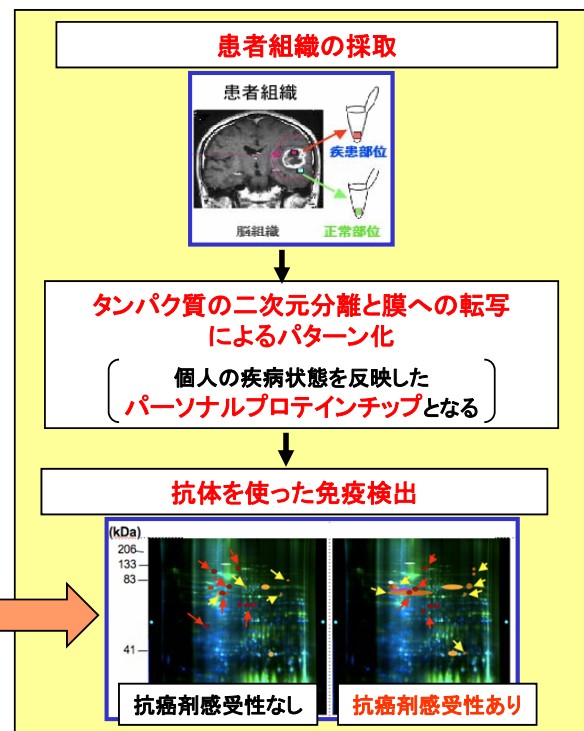 患者組織の採取
患者組織
疾患部位
脳組織
正常部位
タンパク質の二次元分離と膜への転写
によるパターン化
個人の疾病状態を反映した
パーソナルプロテインチップとなる
抗体を使った免疫検出
(kDa)
206
133
83
41
抗癌剤感受性なし
抗癌剤感受性あり